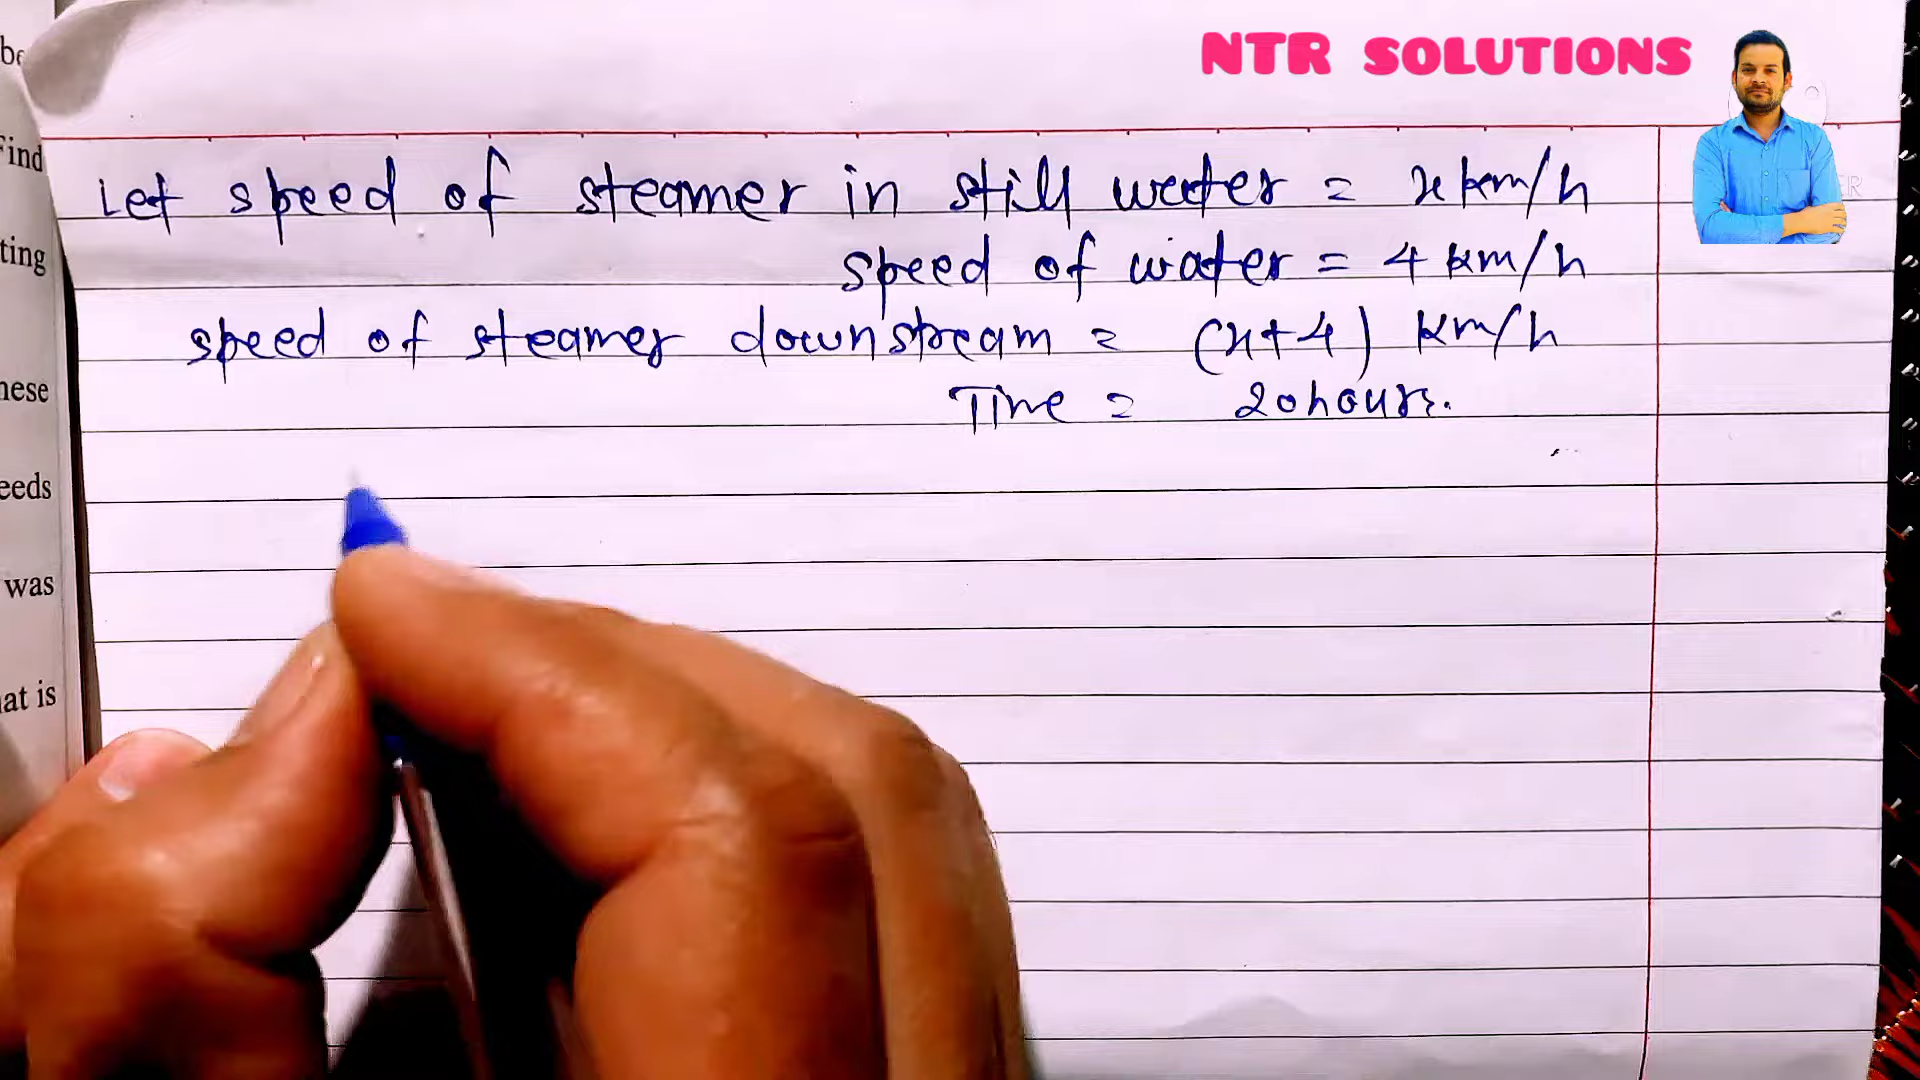 NTR SOLUTIONS
Let speed of steamer in still water = x km/h
speed of water = 4 km/h
speed of steamer downstream = (x+4) km/h
Time = 20 hours.
Find
ting
hese
eeds
was
at is